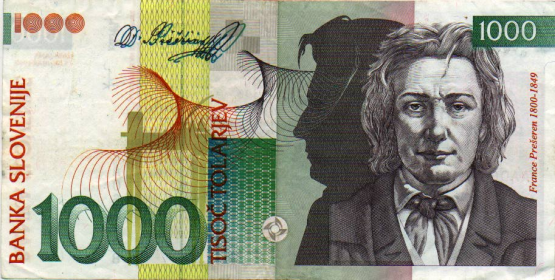 1000
1000
BANKA SLOVENIJE
TISOČ TOLARJEV
France Prešeren 1800-1849
1000